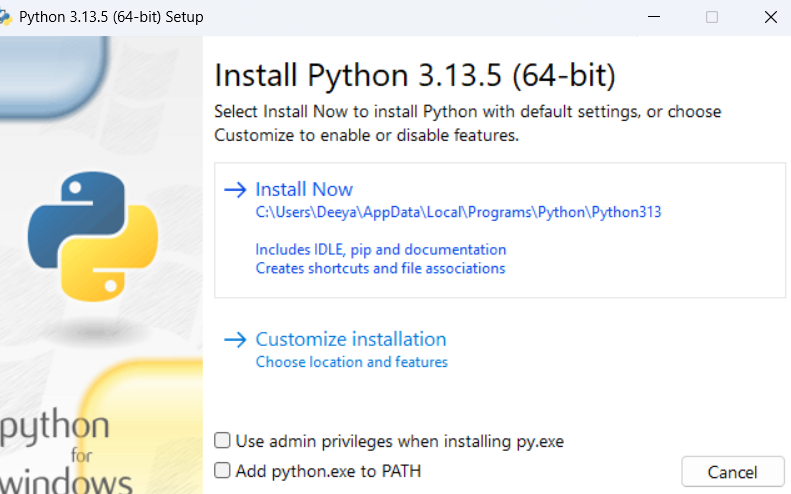 Python 3.13.5 (64-bit) Setup
Install Python 3.13.5 (64-bit)
Select Install Now to install Python with default settings, or choose
Customize to enable or disable features.
Install Now
C:\Users\Deeya\AppData\Local\Programs\Python\Python313
Includes IDLE, pip and documentation
Creates shortcuts and file associations
Customize installation
Choose location and features
python
for
windows
Use admin privileges when installing py.exe
Add python.exe to PATH
Cancel